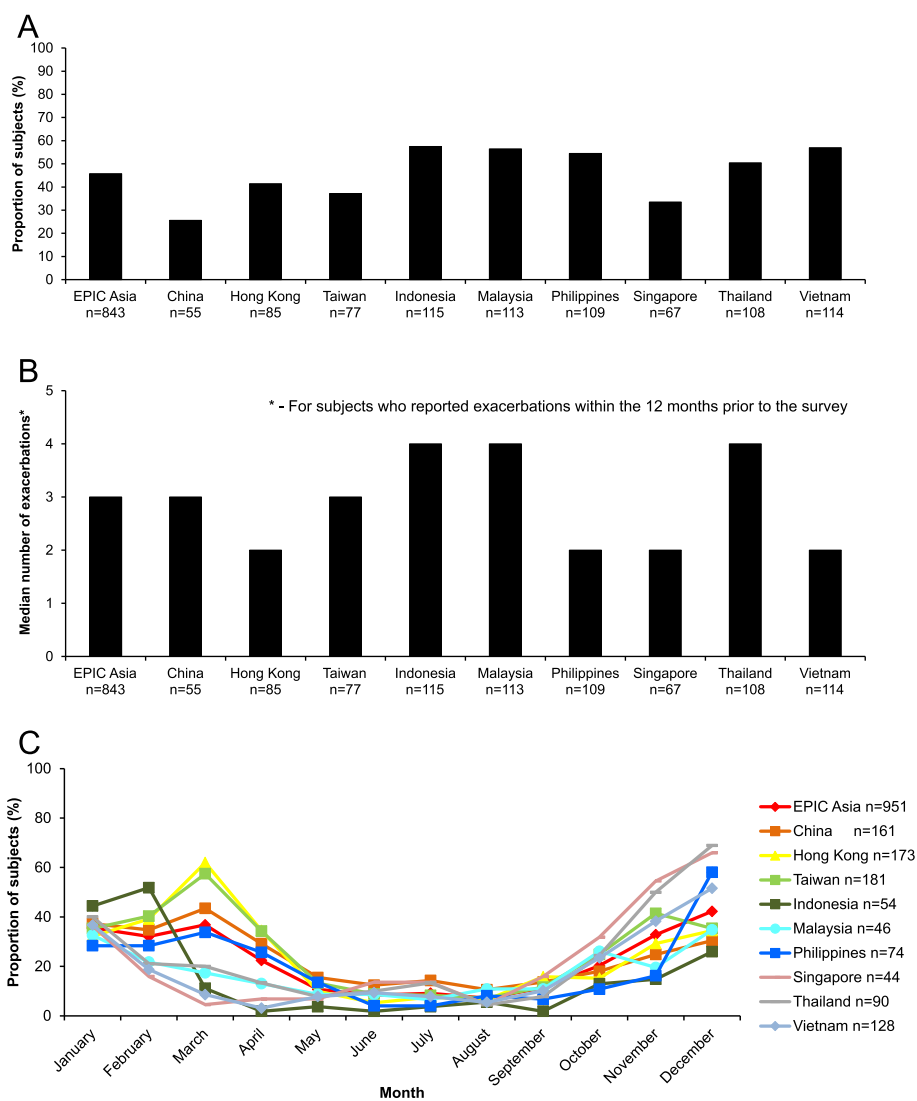 A
Proportion of subjects (%)
100
90
80
70
60
50
40
30
20
10
0
EPIC Asia China Hong Kong Taiwan Indonesia Malaysia Philippines Singapore Thailand Vietnam
n=843 n=55 n=85 n=77 n=115 n=113 n=109 n=67 n=108 n=114
B
Median number of exacerbations*
* - For subjects who reported exacerbations within the 12 months prior to the survey
5
4
3
2
1
0
EPIC Asia China Hong Kong Taiwan Indonesia Malaysia Philippines Singapore Thailand Vietnam
n=843 n=55 n=85 n=77 n=115 n=113 n=109 n=67 n=108 n=114
C
Proportion of subjects (%)
100
80
60
40
20
0
January February March April May June July August September October November December
Month
EPIC Asia n=951
China n=161
Hong Kong n=173
Taiwan n=181
Indonesia n=54
Malaysia n=46
Philippines n=74
Singapore n=44
Thailand n=90
Vietnam n=128